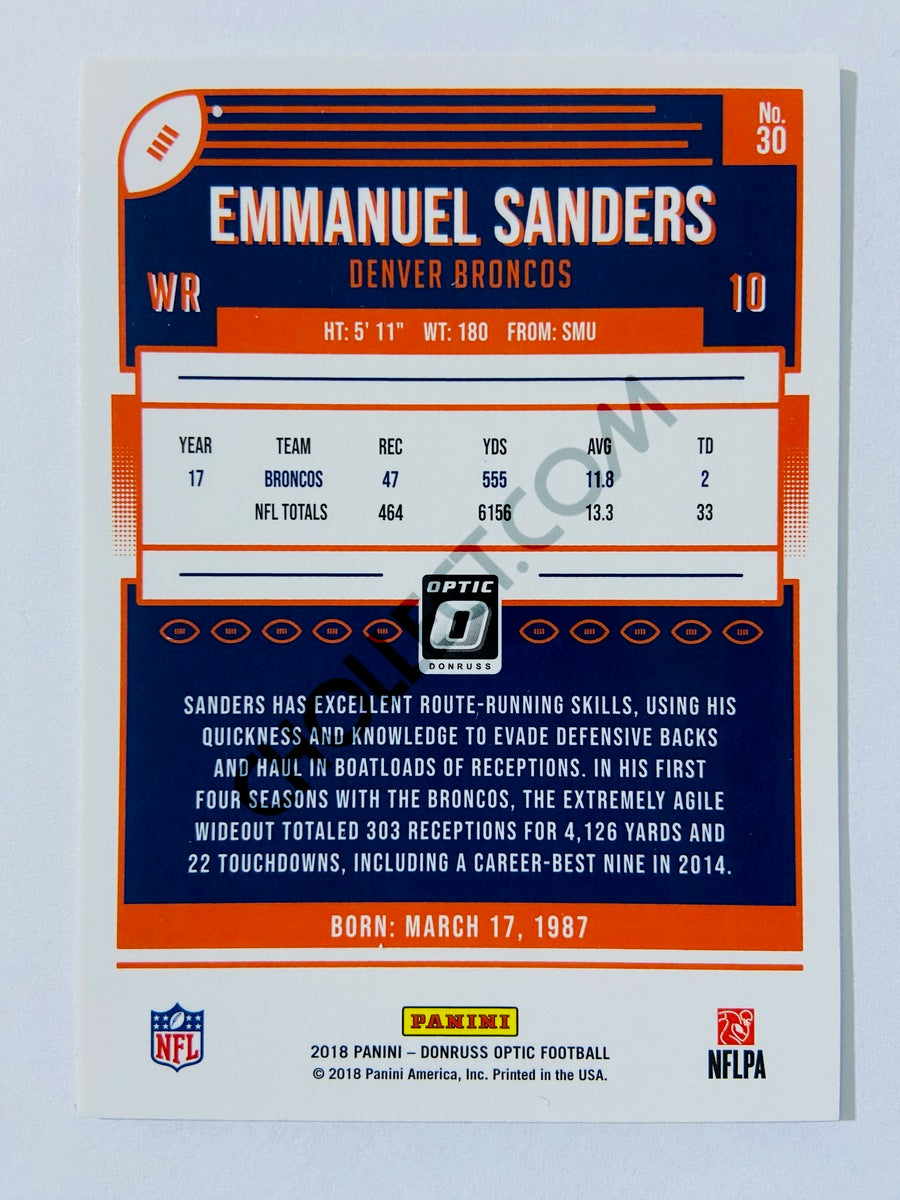 No.
30
EMMANUEL SANDERS
DENVER BRONCOS
WR
10
HT: 5' 11" WT: 180 FROM: SMU
YEAR TEAM REC YDS AVG TD
17 BRONCOS 47 555 11.8 2
NFL TOTALS 464 6156 13.3 33
OPTIC
DONRUSS
SANDERS HAS EXCELLENT ROUTE-RUNNING SKILLS, USING HIS
QUICKNESS AND KNOWLEDGE TO EVADE DEFENSIVE BACKS
AND HAUL IN BOATLOADS OF RECEPTIONS. IN HIS FIRST
FOUR SEASONS WITH THE BRONCOS, THE EXTREMELY AGILE
WIDEOUT TOTALED 303 RECEPTIONS FOR 4,126 YARDS AND
22 TOUCHDOWNS, INCLUDING A CAREER-BEST NINE IN 2014.
BORN: MARCH 17, 1987
NFL
PANINI
2018 PANINI – DONRUSS OPTIC FOOTBALL
© 2018 Panini America, Inc. Printed in the USA.
NFLPA